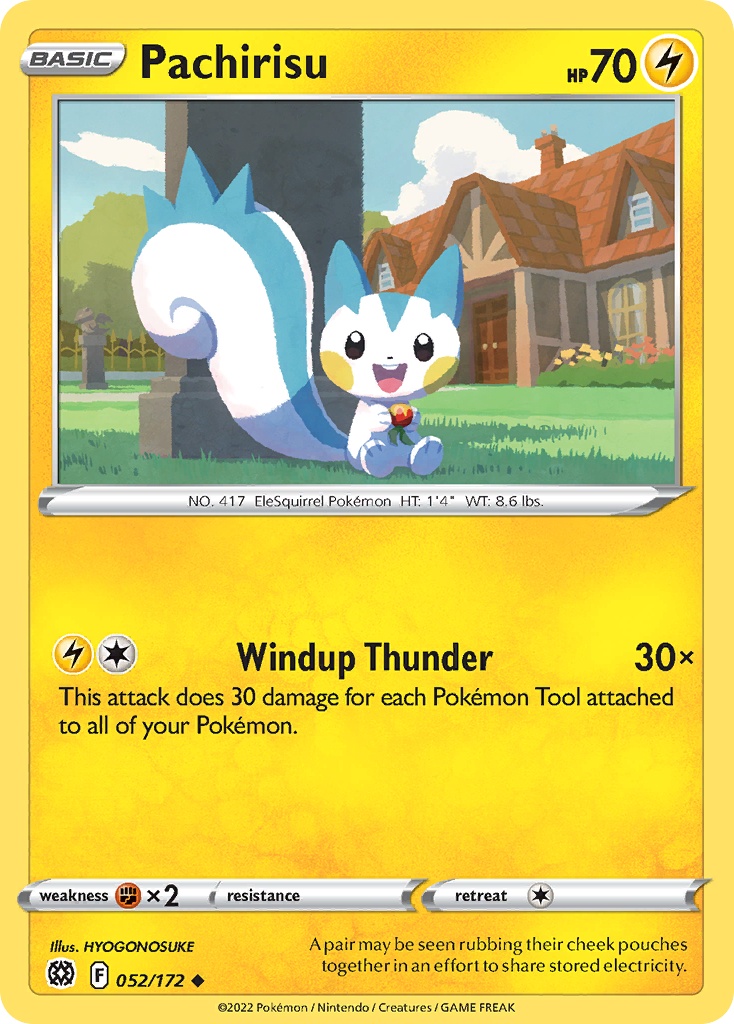 BASIC Pachirisu HP 70
NO. 417 EleSquirrel Pokémon HT: 1'4" WT: 8.6 lbs.
Windup Thunder 30×
This attack does 30 damage for each Pokémon Tool attached
to all of your Pokémon.
weakness ×2 resistance retreat
Illus. HYOGONOSUKE
A pair may be seen rubbing their cheek pouches
together in an effort to share stored electricity.
F 052/172
©2022 Pokémon / Nintendo / Creatures / GAME FREAK